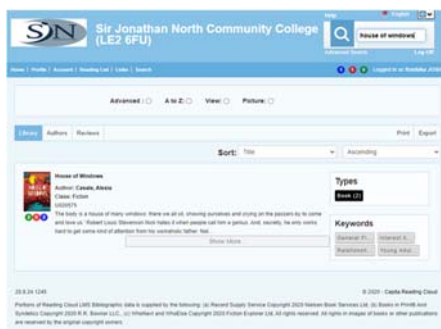 Help
English
SJN
Sir Jonathan North Community College
(LE2 6FU)
house of windows
Advanced Search
Log Off
Home | Profile | Account | Reading List | Links | Search
Logged in as
Advanced:
A to Z:
View:
Picture:
Library
Authors
Reviews
Print
Export
Sort:
Title
Ascending
House of Windows
Author: Casale, Alexia
Class: Fiction
The body is a house of many windows: there we all sit, showing ourselves and crying on the passers by to come
and love us.' Robert Louis Stevenson Nick hates it when people call him a genius. And, secretly, he only works
hard to get some kind of attention from his workaholic father. Not...
Show More
Types
Book (2)
Keywords
General Fi...
Interest A...
Relationsh...
Young Adul...
29.8.24 1245
© 2020 - Capita Reading Cloud
Portions of Reading Cloud LMS Bibliographic data is supplied by the following: (a) Record Supply Service Copyright 2020 Nielsen Book Services Ltd, (b) Books in Print® And
Syndetics Copyright 2020 R.R. Bowker LLC., (c) WhoNext and WhoElse Copyright 2020 Fiction Explorer Ltd. All rights reserved. All rights in images of books or other publications
are reserved by the original copyright owners.